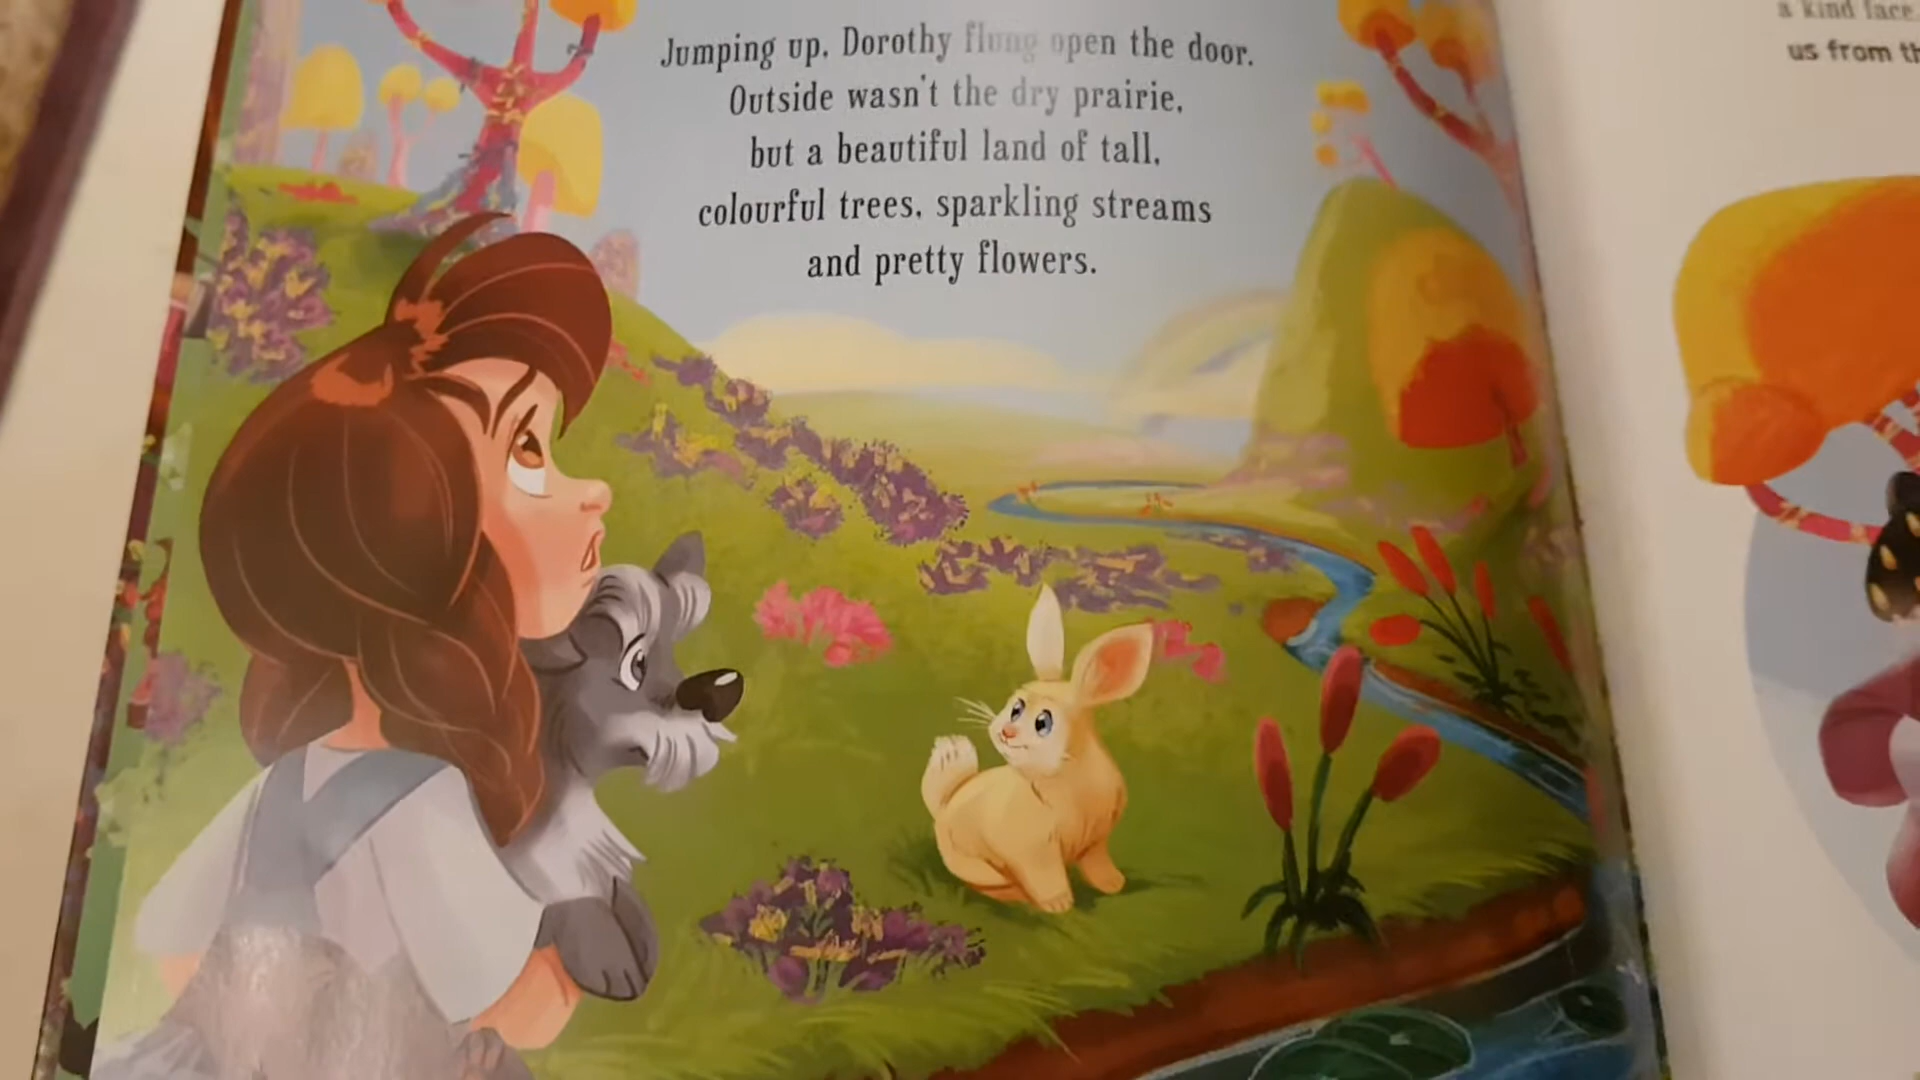 Jumping up, Dorothy flung open the door.
Outside wasn't the dry prairie,
but a beautiful land of tall,
colourful trees, sparkling streams
and pretty flowers.
a kind face
us from th